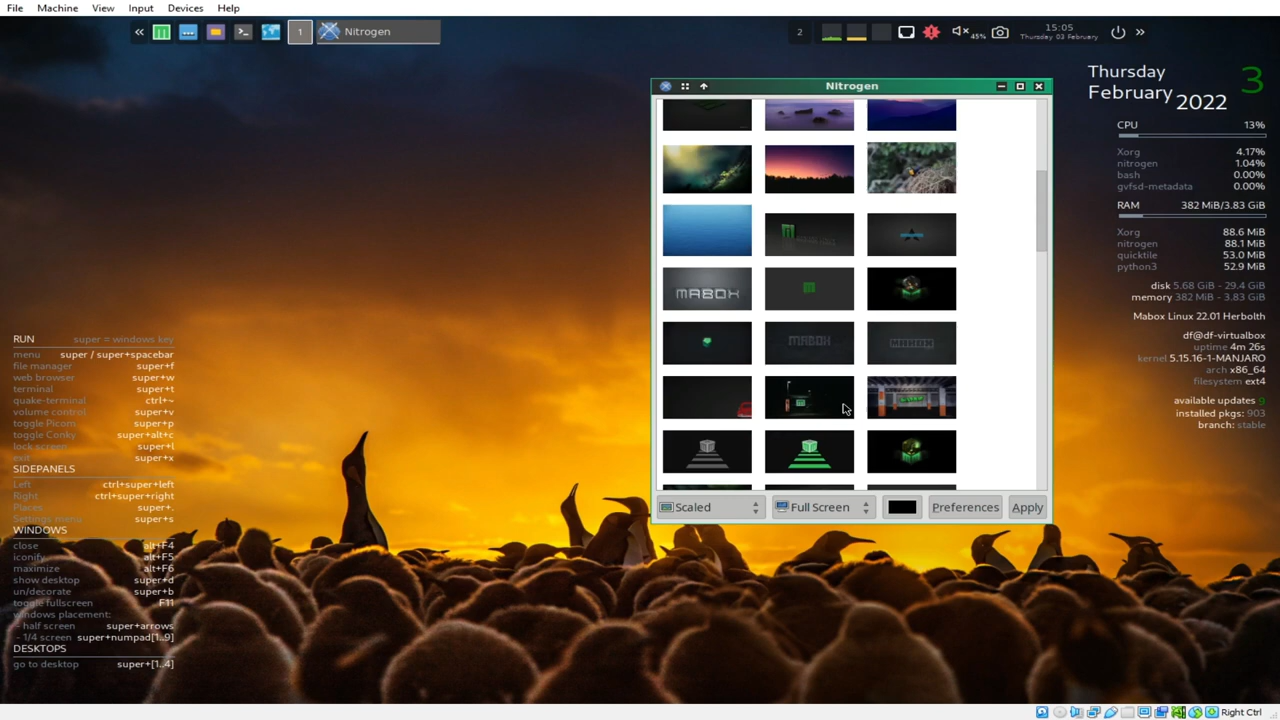 File Machine View Input Devices Help
« 1 Nitrogen 2 45% 15:05 »
Thursday 03 February
Nitrogen
Scaled Full Screen Preferences Apply
MABOX
MABOX
MABOX
Thursday 3
February 2022
CPU 13%
Xorg 4.17%
nitrogen 1.04%
bash 0.00%
gvfsd-metadata 0.00%
RAM 382 MiB/3.83 GiB
Xorg 88.6 MiB
nitrogen 88.1 MiB
quicktile 53.0 MiB
python3 52.9 MiB
disk 5.68 GiB - 29.4 GiB
memory 382 MiB - 3.83 GiB
Mabox Linux 22.01 Herbolth
df@df-virtualbox
uptime 4m 26s
kernel 5.15.16-1-MANJARO
arch x86_64
filesystem ext4
available updates 9
installed pkgs: 903
branch: stable
RUN super = windows key
menu super / super+spacebar
file manager super+f
web browser super+w
terminal super+t
quake-terminal ctrl+~
volume control super+v
toggle Picom super+p
toggle Conky super+alt+c
lock screen super+l
exit super+x
SIDEPANELS
Left ctrl+super+left
Right ctrl+super+right
Places super+.
Settings menu super+s
WINDOWS
close alt+F4
iconify alt+F5
maximize alt+F6
show desktop super+d
un/decorate super+b
toggle fullscreen F11
windows placement:
- half screen super+arrows
- 1/4 screen super+numpad[1..9]
DESKTOPS
go to desktop super+[1..4]
Right Ctrl